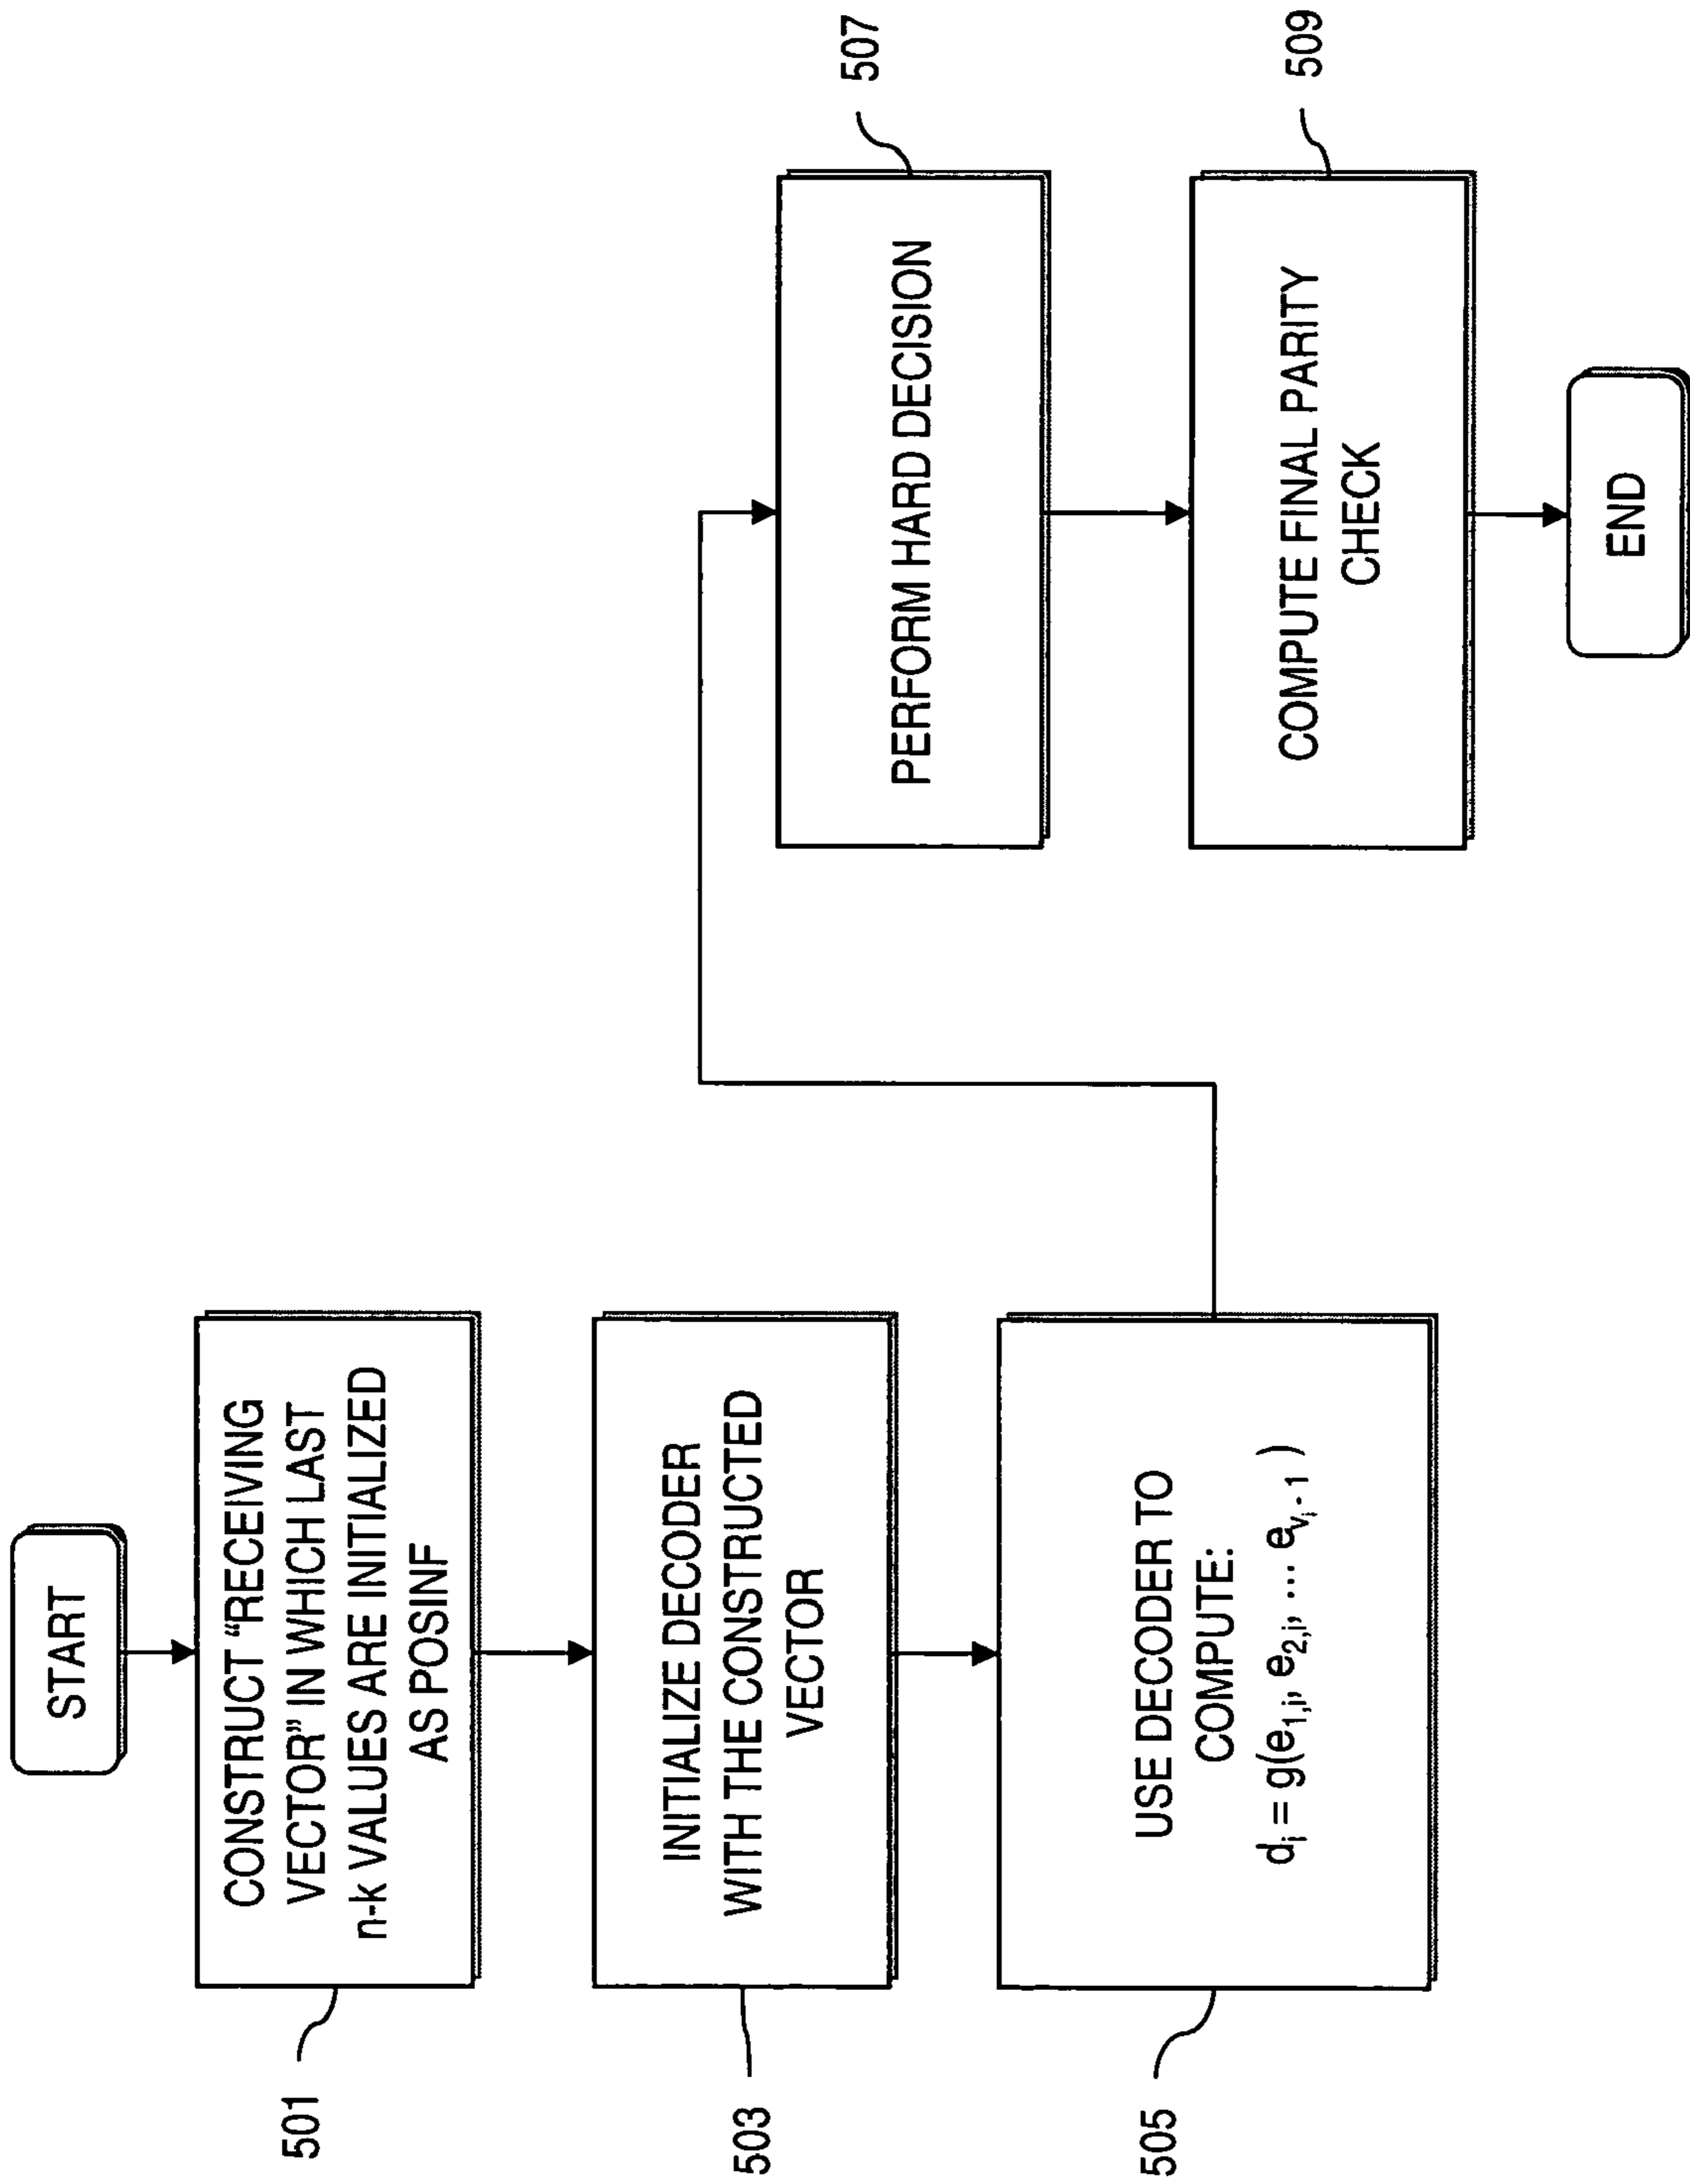 START
CONSTRUCT “RECEIVING
VECTOR” IN WHICH LAST
n-k VALUES ARE INITIALIZED
AS POSINF
501
INITIALIZE DECODER
WITH THE CONSTRUCTED
VECTOR
503
USE DECODER TO
COMPUTE:
d_i = g(e_{1,i}, e_{2,i}, ... e_{v_i - 1} )
505
PERFORM HARD DECISION
507
COMPUTE FINAL PARITY
CHECK
509
END